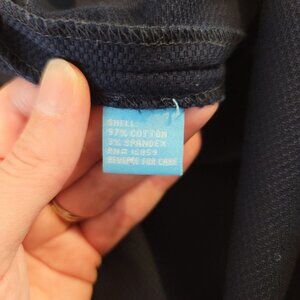 SHELL:
97% COTTON
3% SPANDEX
RN# 16859
REVERSE FOR CARE